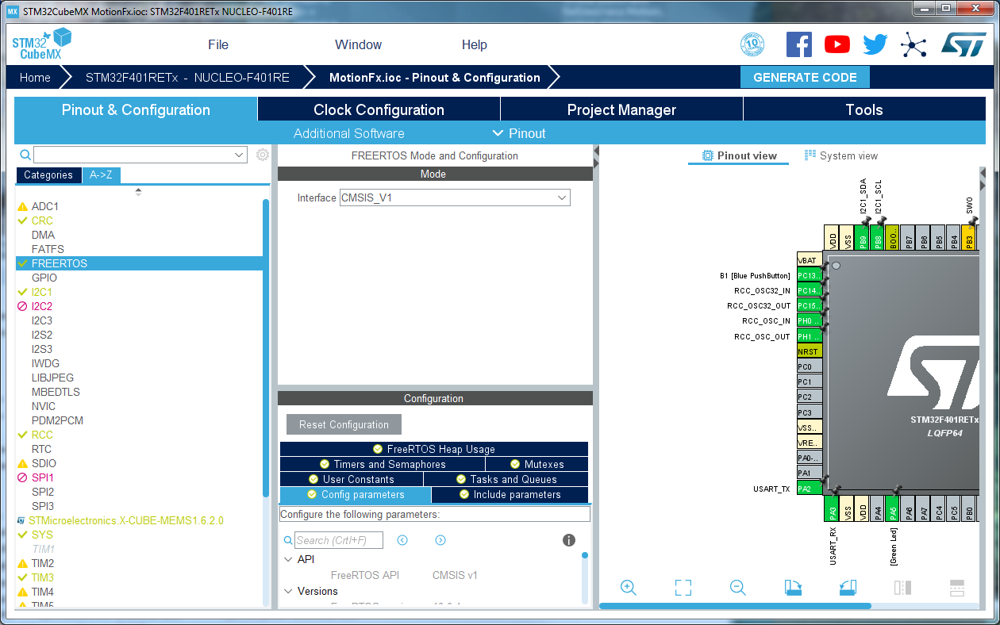 MX STM32CubeMX MotionFx.ioc: STM32F401RETx NUCLEO-F401RE
STM32
CubeMX
File
Window
Help
10
ST
Home
STM32F401RETx - NUCLEO-F401RE
MotionFx.ioc - Pinout & Configuration
GENERATE CODE
Pinout & Configuration
Clock Configuration
Project Manager
Tools
Additional Software
Pinout
Categories
A->Z
ADC1
CRC
DMA
FATFS
FREERTOS
GPIO
I2C1
I2C2
I2C3
I2S2
I2S3
IWDG
LIBJPEG
MBEDTLS
NVIC
PDM2PCM
RCC
RTC
SDIO
SPI1
SPI2
SPI3
STMicroelectronics.X-CUBE-MEMS1.6.2.0
SYS
TIM1
TIM2
TIM3
TIM4
TIM5
FREERTOS Mode and Configuration
Mode
Interface CMSIS_V1
Configuration
Reset Configuration
FreeRTOS Heap Usage
Timers and Semaphores
Mutexes
User Constants
Tasks and Queues
Config parameters
Include parameters
Configure the following parameters:
Search (Crtl+F)
API
FreeRTOS API CMSIS v1
Versions
Pinout view
System view
I2C1_SDA
I2C1_SCL
SWO
VDD
VSS
PB9
PB8
BOO..
PB7
PB6
PB5
PB4
PB3
VBAT
B1 [Blue PushButton] PC13..
RCC_OSC32_IN PC14..
RCC_OSC32_OUT PC15..
RCC_OSC_IN PH0 ..
RCC_OSC_OUT PH1 ..
NRST
PC0
PC1
PC2
PC3
VSS..
VRE..
PA0-..
PA1
USART_TX PA2
ST
STM32F401RETx
LQFP64
PA3
VSS
VDD
PA4
PA5
PA6
PA7
PC4
PC5
PB0
USART_RX
[Green Led]